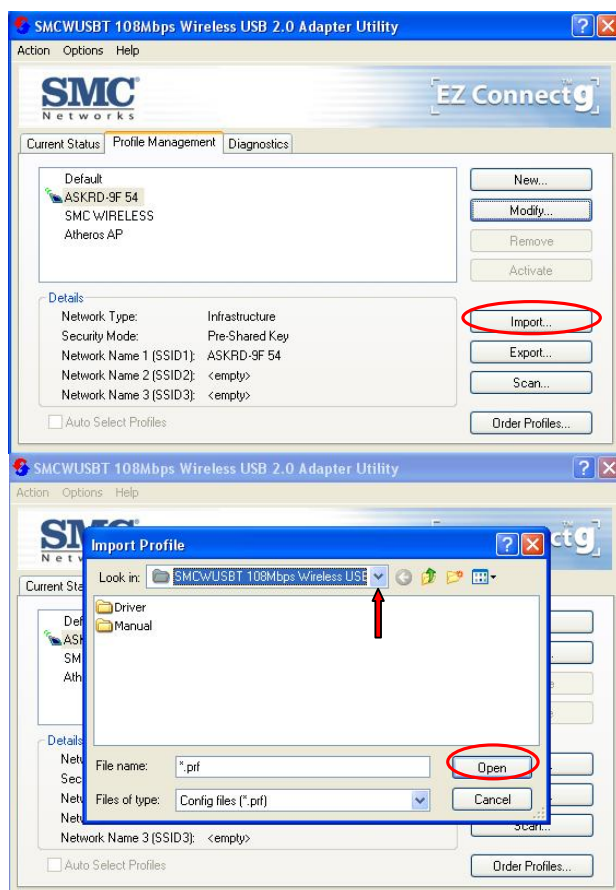 SMCWUSBT 108Mbps Wireless USB 2.0 Adapter Utility
Action Options Help
SMC
Networks
EZ Connect g
Current Status Profile Management Diagnostics
Default
ASKRD-9F 54
SMC WIRELESS
Atheros AP
New...
Modify...
Remove
Activate
Details
Network Type: Infrastructure
Security Mode: Pre-Shared Key
Network Name 1 (SSID1): ASKRD-9F 54
Network Name 2 (SSID2): <empty>
Network Name 3 (SSID3): <empty>
Import...
Export...
Scan...
Auto Select Profiles
Order Profiles...
SMCWUSBT 108Mbps Wireless USB 2.0 Adapter Utility
Action Options Help
Import Profile
Look in: SMCWUSBT 108Mbps Wireless USB
Driver
Manual
Details
File name: *.prf
Open
Files of type: Config files (*.prf)
Cancel
Scan...
Network Name 3 (SSID3): <empty>
Auto Select Profiles
Order Profiles...